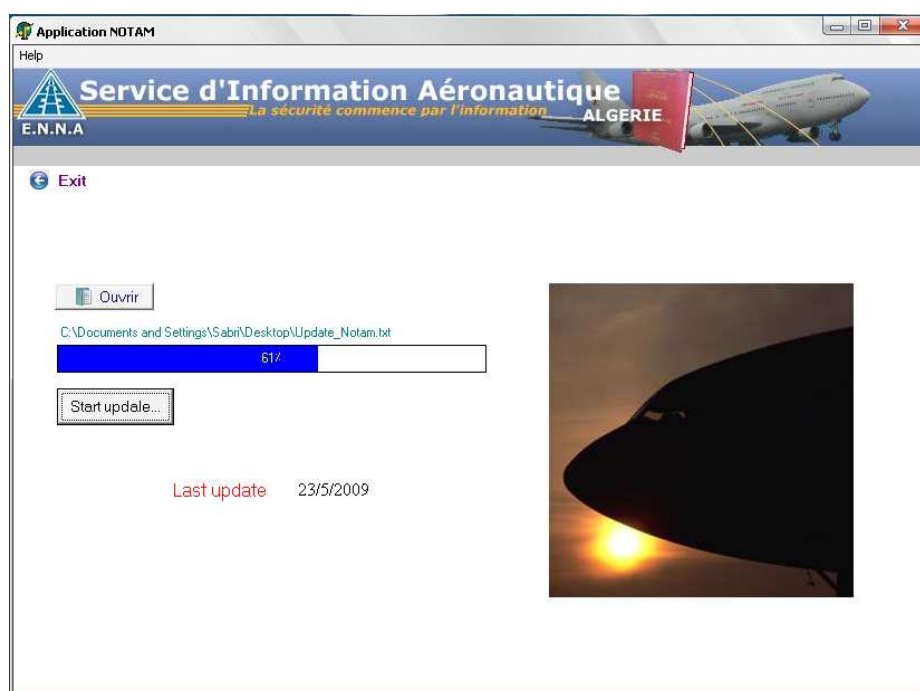 Application NOTAM
Help
Service d'Information Aéronautique
La sécurité commence par l'information
ALGERIE
E.N.N.A
Exit
Ouvrir
C:\Documents and Settings\Sabri\Desktop\Update_Notam.txt
61%
Start updale...
Last update 23/5/2009